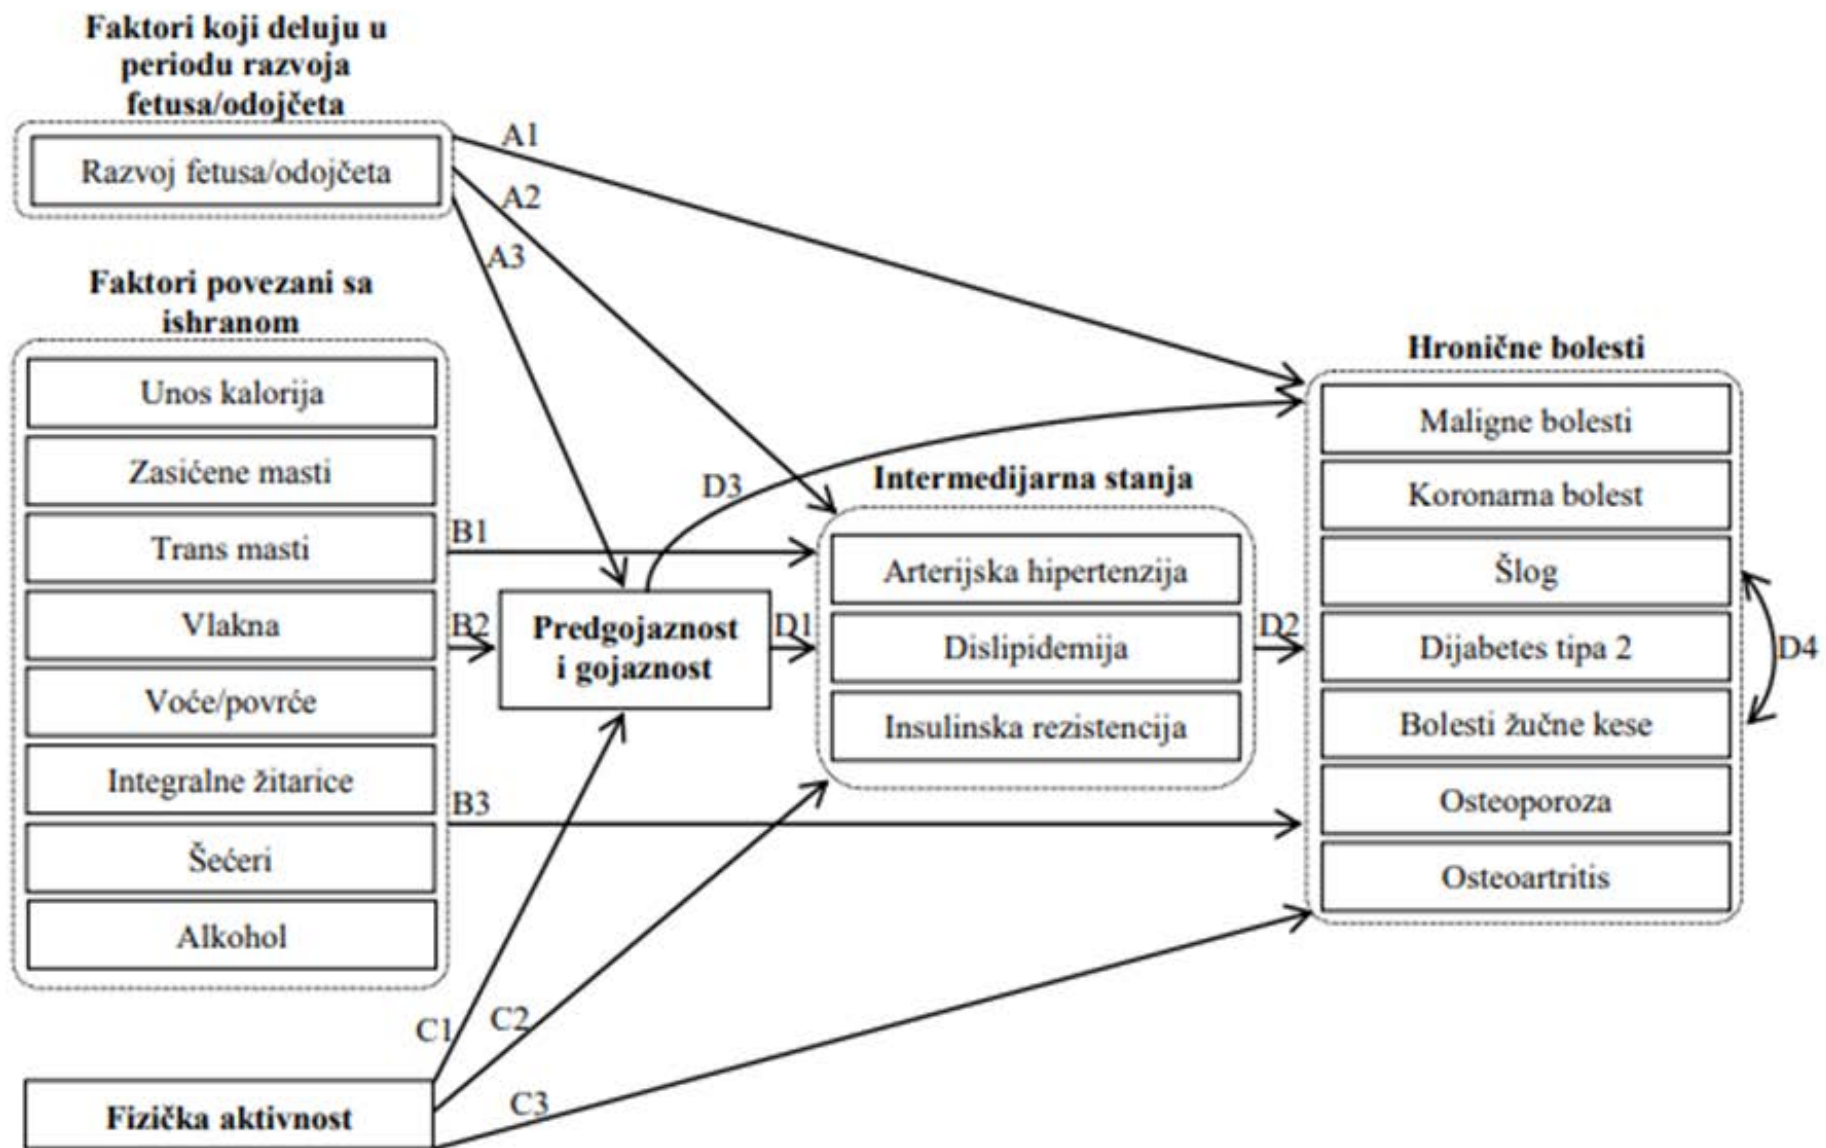 Faktori koji deluju u
periodu razvoja
fetusa/odojčeta
Razvoj fetusa/odojčeta
A1
A2
A3
Faktori povezani sa
ishranom
Unos kalorija
Zasićene masti
Trans masti
Vlakna
Voće/povrće
Integralne žitarice
Šećeri
Alkohol
B1
B2
B3
Predgojaznost
i gojaznost
D3
D1
Intermedijarna stanja
Arterijska hipertenzija
Dislipidemija
Insulinska rezistencija
D2
Hronične bolesti
Maligne bolesti
Koronarna bolest
Šlog
Dijabetes tipa 2
Bolesti žučne kese
Osteoporoza
Osteoartritis
D4
C1
C2
C3
Fizička aktivnost